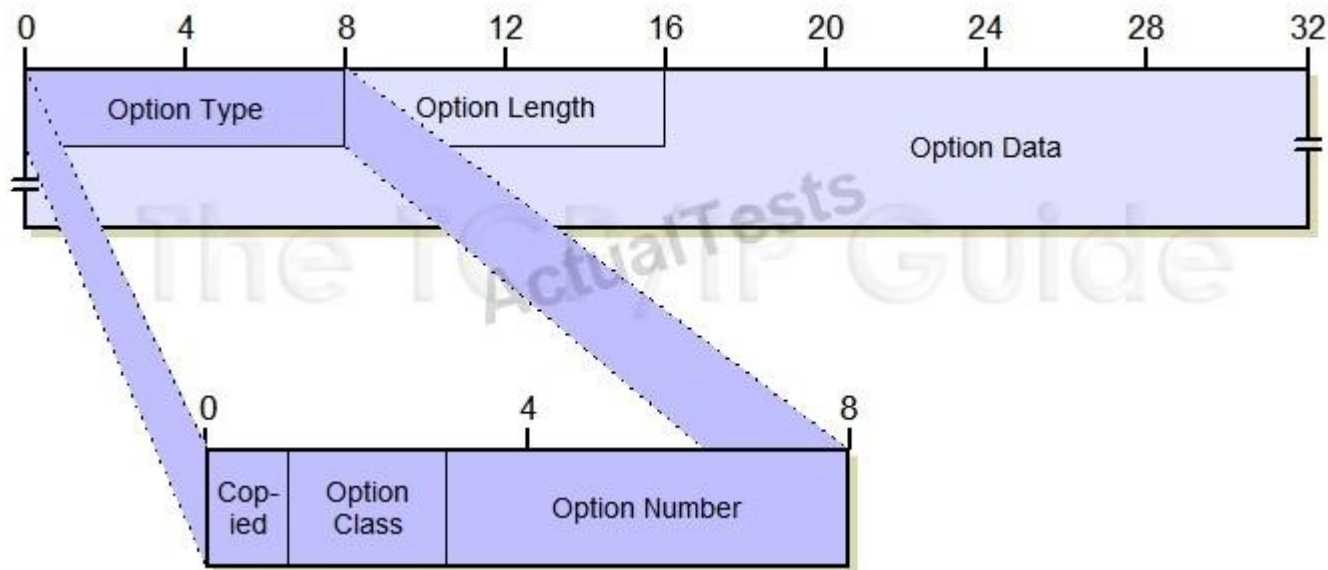 0 4 8 12 16 20 24 28 32
Option Type
Option Length
Option Data
The TCP/IP Guide
ActualTests
0 4 8
Cop-
ied
Option
Class
Option Number